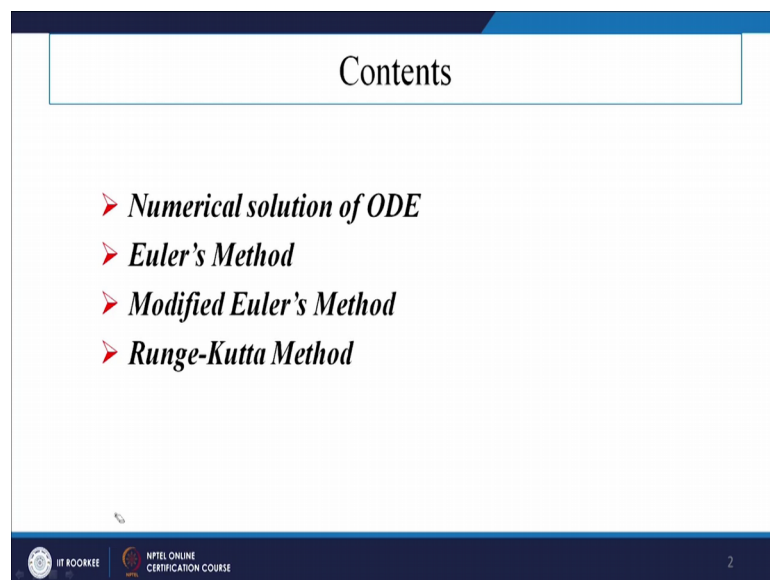 Contents
Numerical solution of ODE
Euler's Method
Modified Euler's Method
Runge-Kutta Method
IIT ROORKEE
NPTEL ONLINE
CERTIFICATION COURSE
2